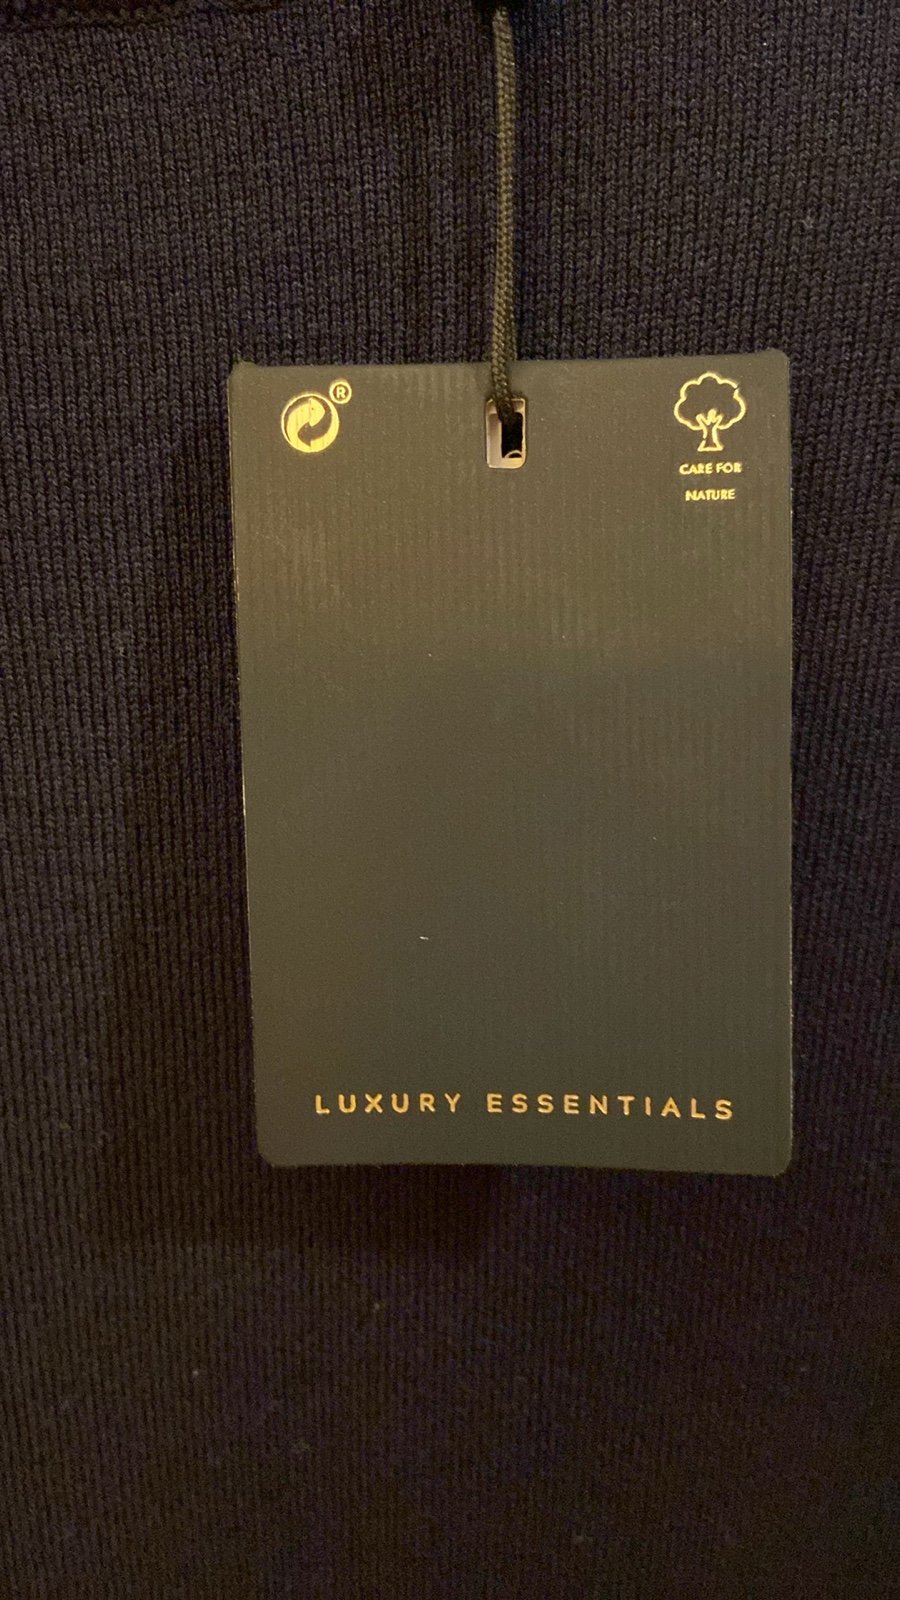 ®
CARE FOR
NATURE
LUXURY ESSENTIALS